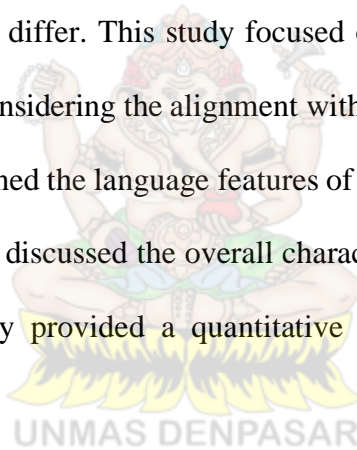 differ. This study focused
nsidering the alignment with
ned the language features of
discussed the overall charac
y provided a quantitative
UNMAS DENPASAR